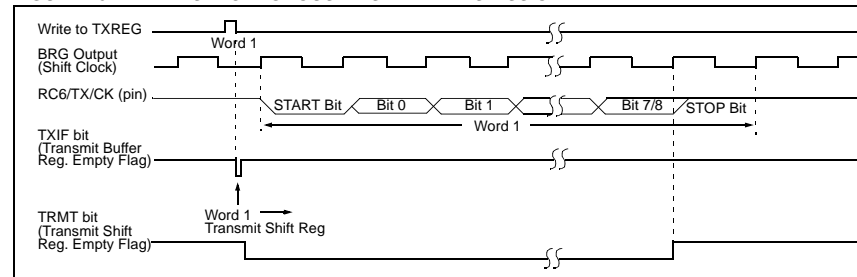 Write to TXREG
Word 1
BRG Output
(Shift Clock)
RC6/TX/CK (pin)
START Bit
Bit 0
Bit 1
Bit 7/8
STOP Bit
Word 1
TXIF bit
(Transmit Buffer
Reg. Empty Flag)
Word 1
Transmit Shift Reg
TRMT bit
(Transmit Shift
Reg. Empty Flag)